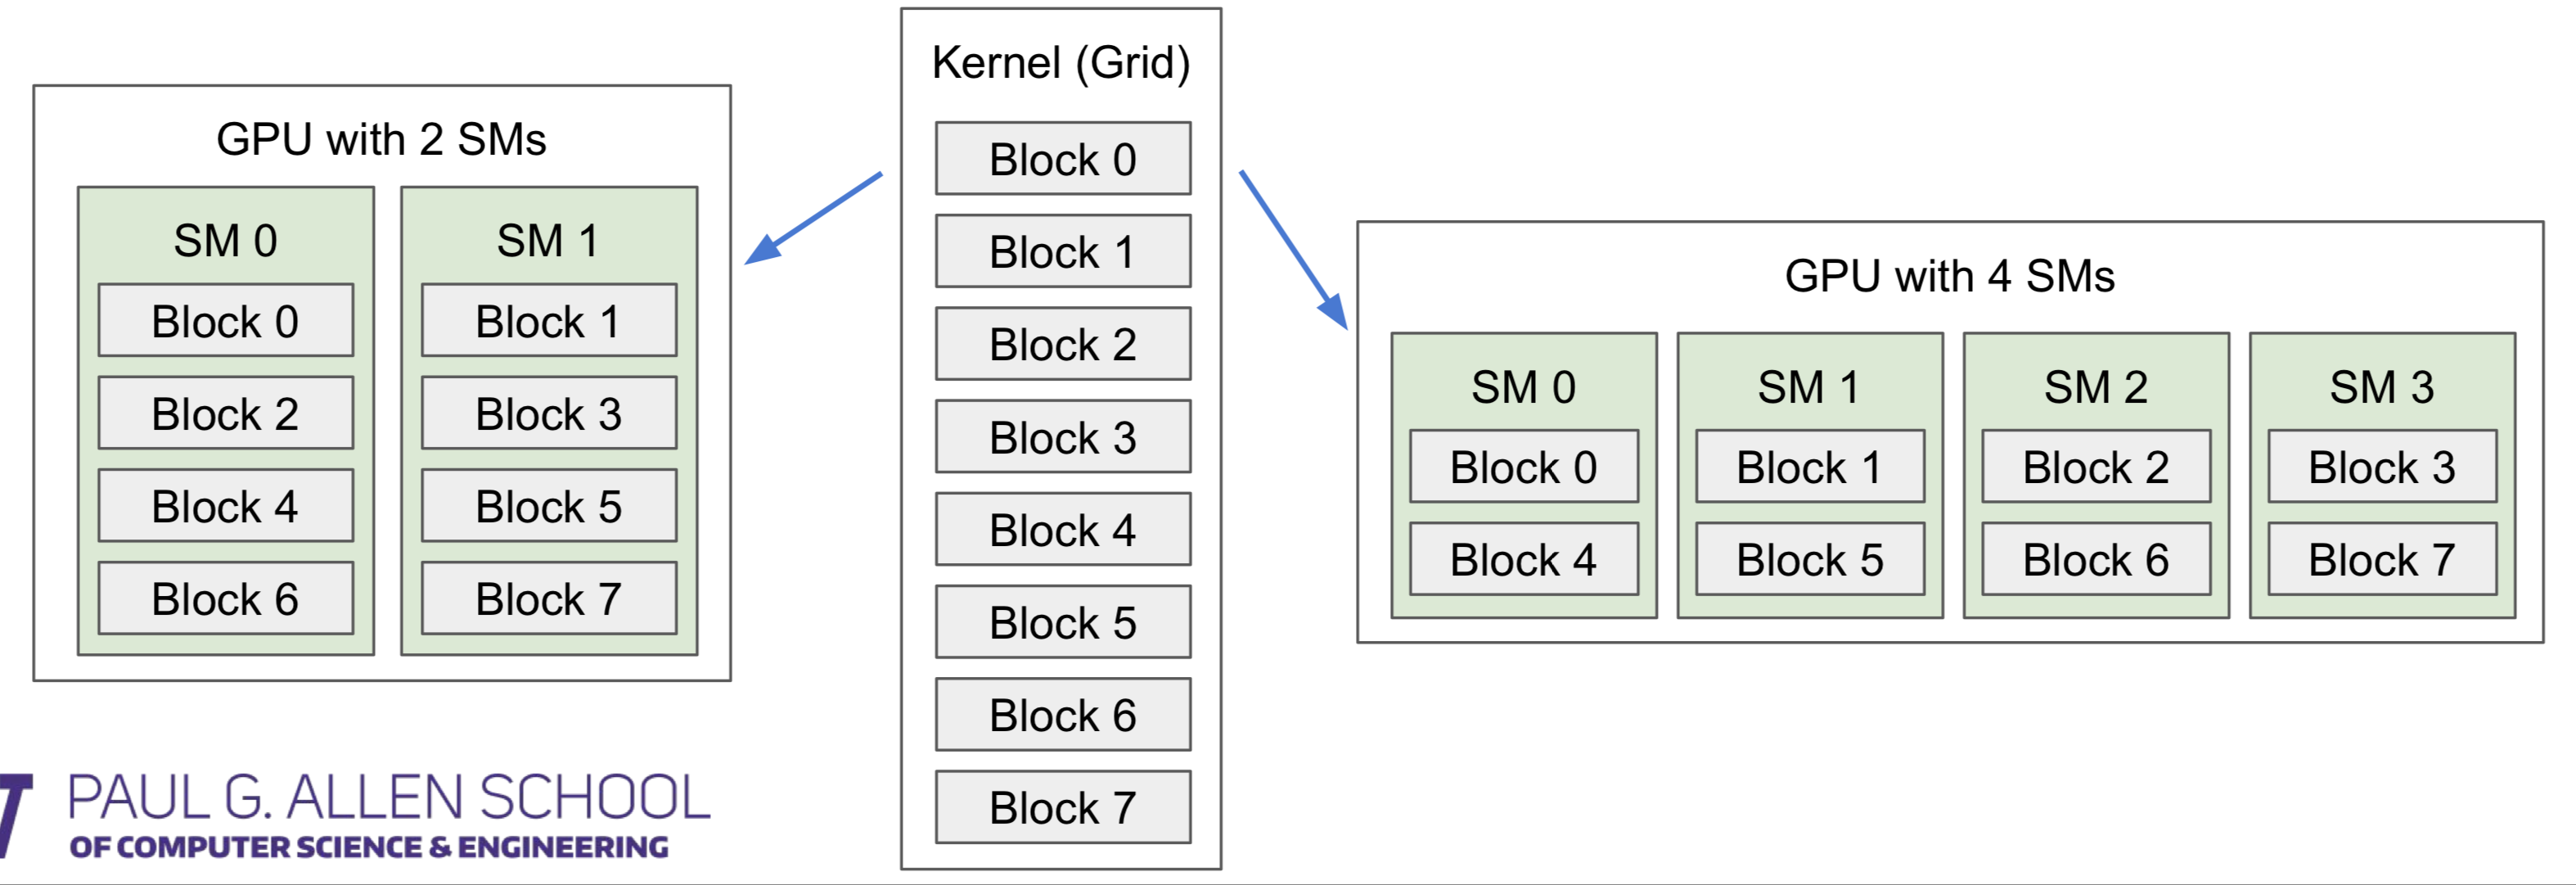 GPU with 2 SMs
SM 0
Block 0
Block 2
Block 4
Block 6
SM 1
Block 1
Block 3
Block 5
Block 7
Kernel (Grid)
Block 0
Block 1
Block 2
Block 3
Block 4
Block 5
Block 6
Block 7
GPU with 4 SMs
SM 0
Block 0
Block 4
SM 1
Block 1
Block 5
SM 2
Block 2
Block 6
SM 3
Block 3
Block 7
PAUL G. ALLEN SCHOOL
OF COMPUTER SCIENCE & ENGINEERING